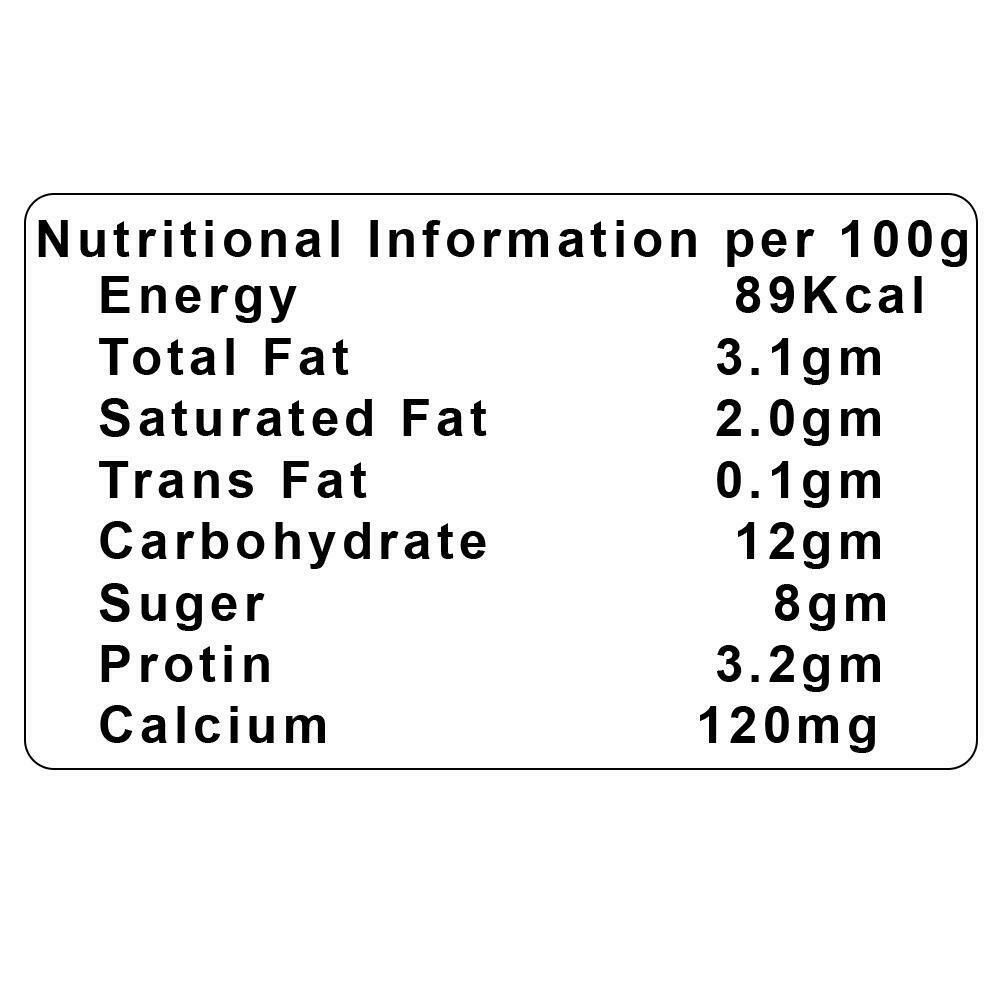 Nutritional Information per 100g
Energy 89Kcal
Total Fat 3.1gm
Saturated Fat 2.0gm
Trans Fat 0.1gm
Carbohydrate 12gm
Suger 8gm
Protin 3.2gm
Calcium 120mg